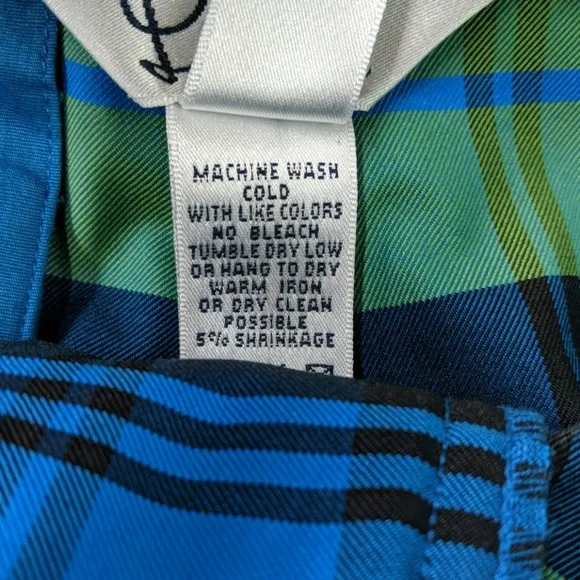 MACHINE WASH
COLD
WITH LIKE COLORS
NO BLEACH
TUMBLE DRY LOW
OR HANG TO DRY
WARM IRON
OR DRY CLEAN
POSSIBLE
5% SHRINKAGE